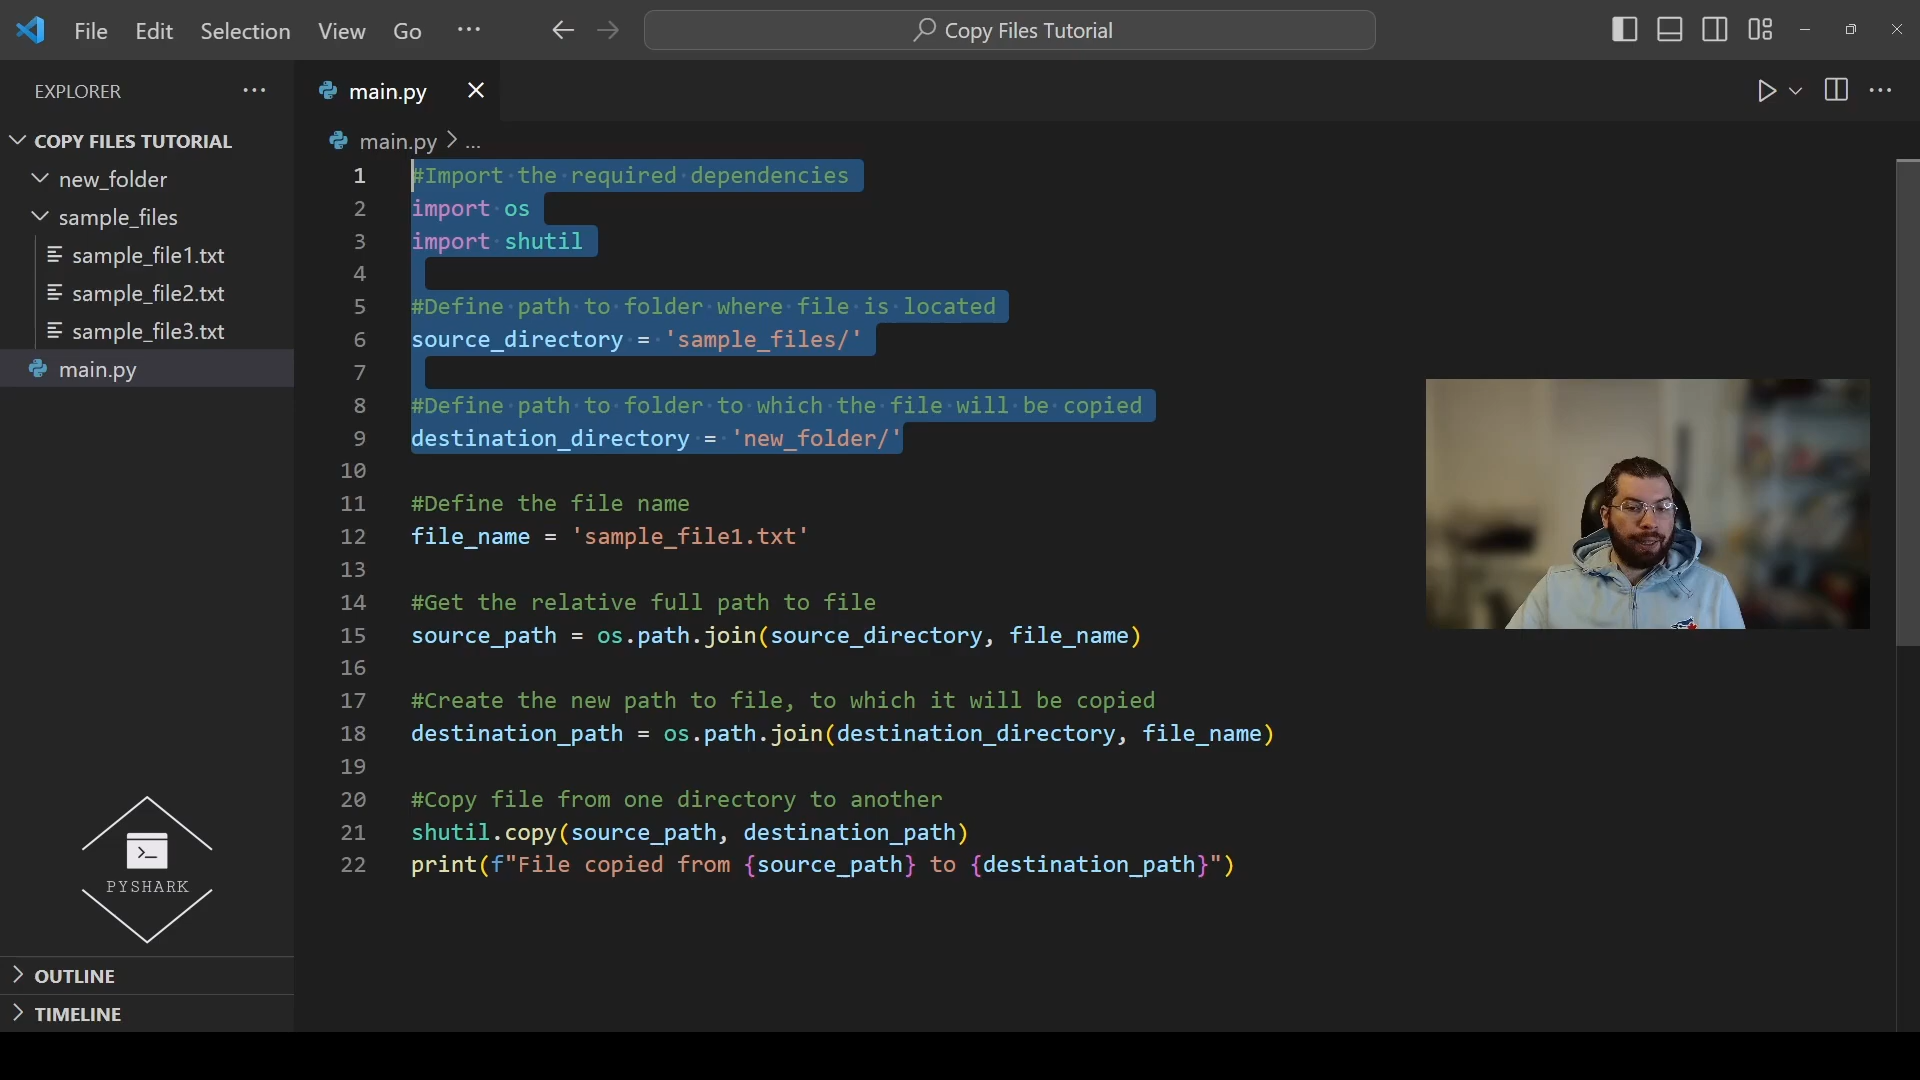 File Edit Selection View Go ···
Copy Files Tutorial
EXPLORER ···
main.py
COPY FILES TUTORIAL
new_folder
sample_files
sample_file1.txt
sample_file2.txt
sample_file3.txt
main.py
main.py > ...
1 #Import the required dependencies
2 import os
3 import shutil
4
5 #Define path to folder where file is located
6 source_directory = 'sample_files/'
7
8 #Define path to folder to which the file will be copied
9 destination_directory = 'new_folder/'
10
11 #Define the file name
12 file_name = 'sample_file1.txt'
13
14 #Get the relative full path to file
15 source_path = os.path.join(source_directory, file_name)
16
17 #Create the new path to file, to which it will be copied
18 destination_path = os.path.join(destination_directory, file_name)
19
20 #Copy file from one directory to another
21 shutil.copy(source_path, destination_path)
22 print(f"File copied from {source_path} to {destination_path}")
PYSHARK
OUTLINE
TIMELINE